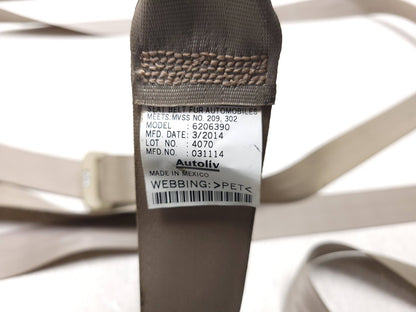 SEAT BELT FUR AUTOMOBILES
MEETS:MVSS NO. 209, 302
MODEL : 6206390
MFD. DATE: 3/2014
LOT NO. : 4070
MFD.NO : 031114
Autoliv
MADE IN MEXICO
WEBBING:>PET<